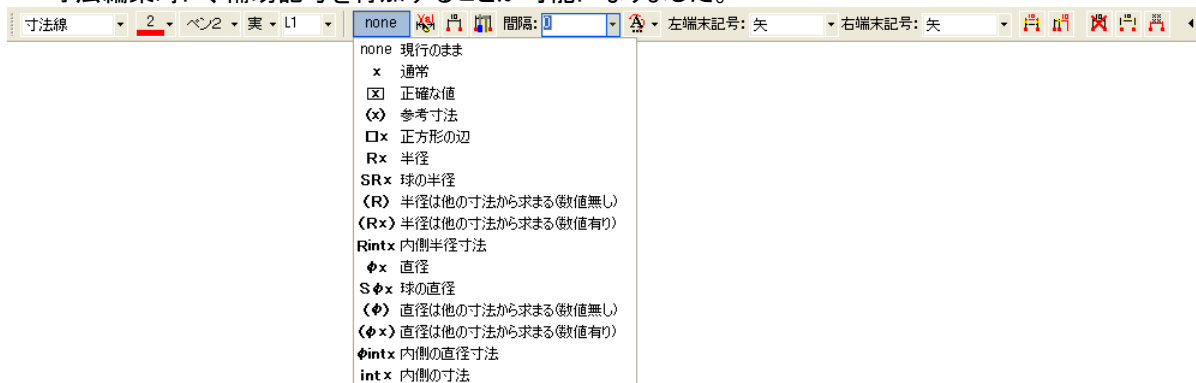 寸法線 2 ペン2 実 L1 none 間隔: 0 左端末記号: 矢 右端末記号: 矢
none 現行のまま
x 通常
x 正確な値
(x) 参考寸法
□x 正方形の辺
Rx 半径
SRx 球の半径
(R) 半径は他の寸法から求まる(数値無し)
(Rx) 半径は他の寸法から求まる(数値有り)
Rintx 内側半径寸法
φx 直径
Sφx 球の直径
(φ) 直径は他の寸法から求まる(数値無し)
(φx) 直径は他の寸法から求まる(数値有り)
φintx 内側の直径寸法
intx 内側の寸法